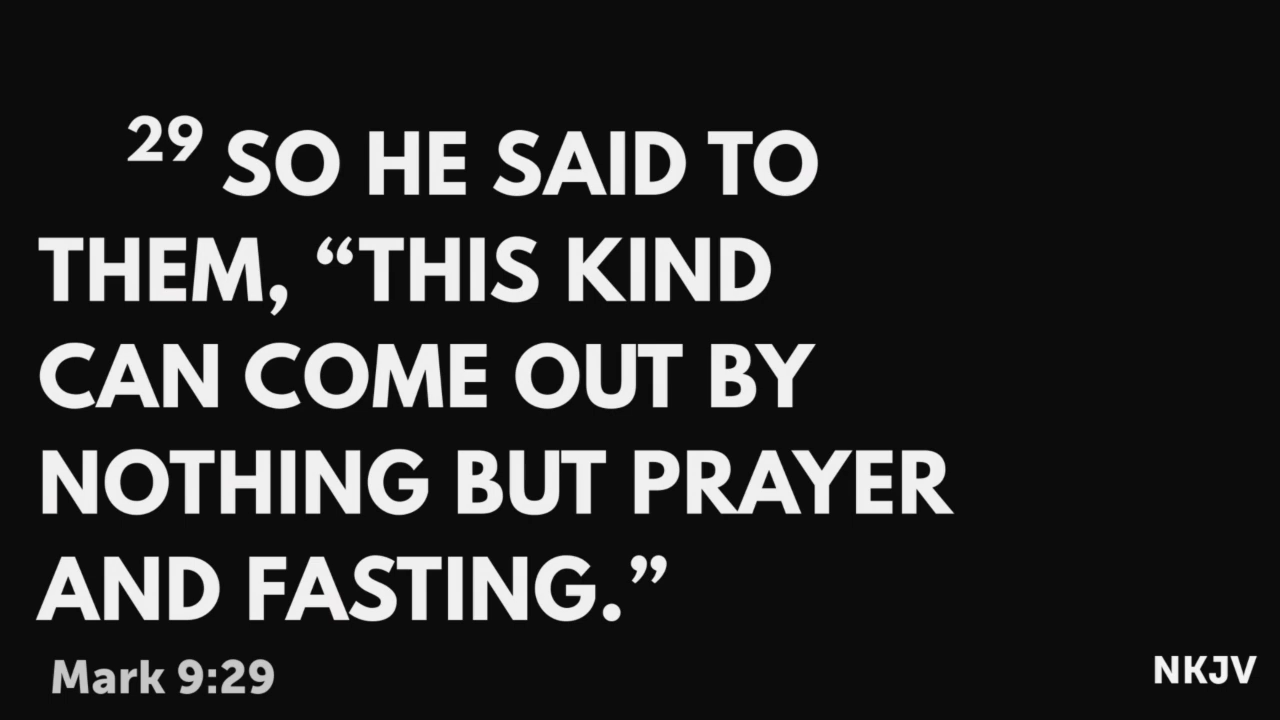 29 SO HE SAID TO
THEM, “THIS KIND
CAN COME OUT BY
NOTHING BUT PRAYER
AND FASTING.”
Mark 9:29
NKJV